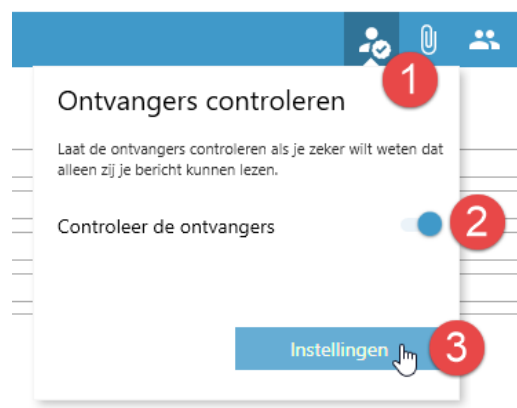 1
Ontvangers controleren
Laat de ontvangers controleren als je zeker wilt weten dat
alleen zij je bericht kunnen lezen.
Controleer de ontvangers
2
Instellingen
3